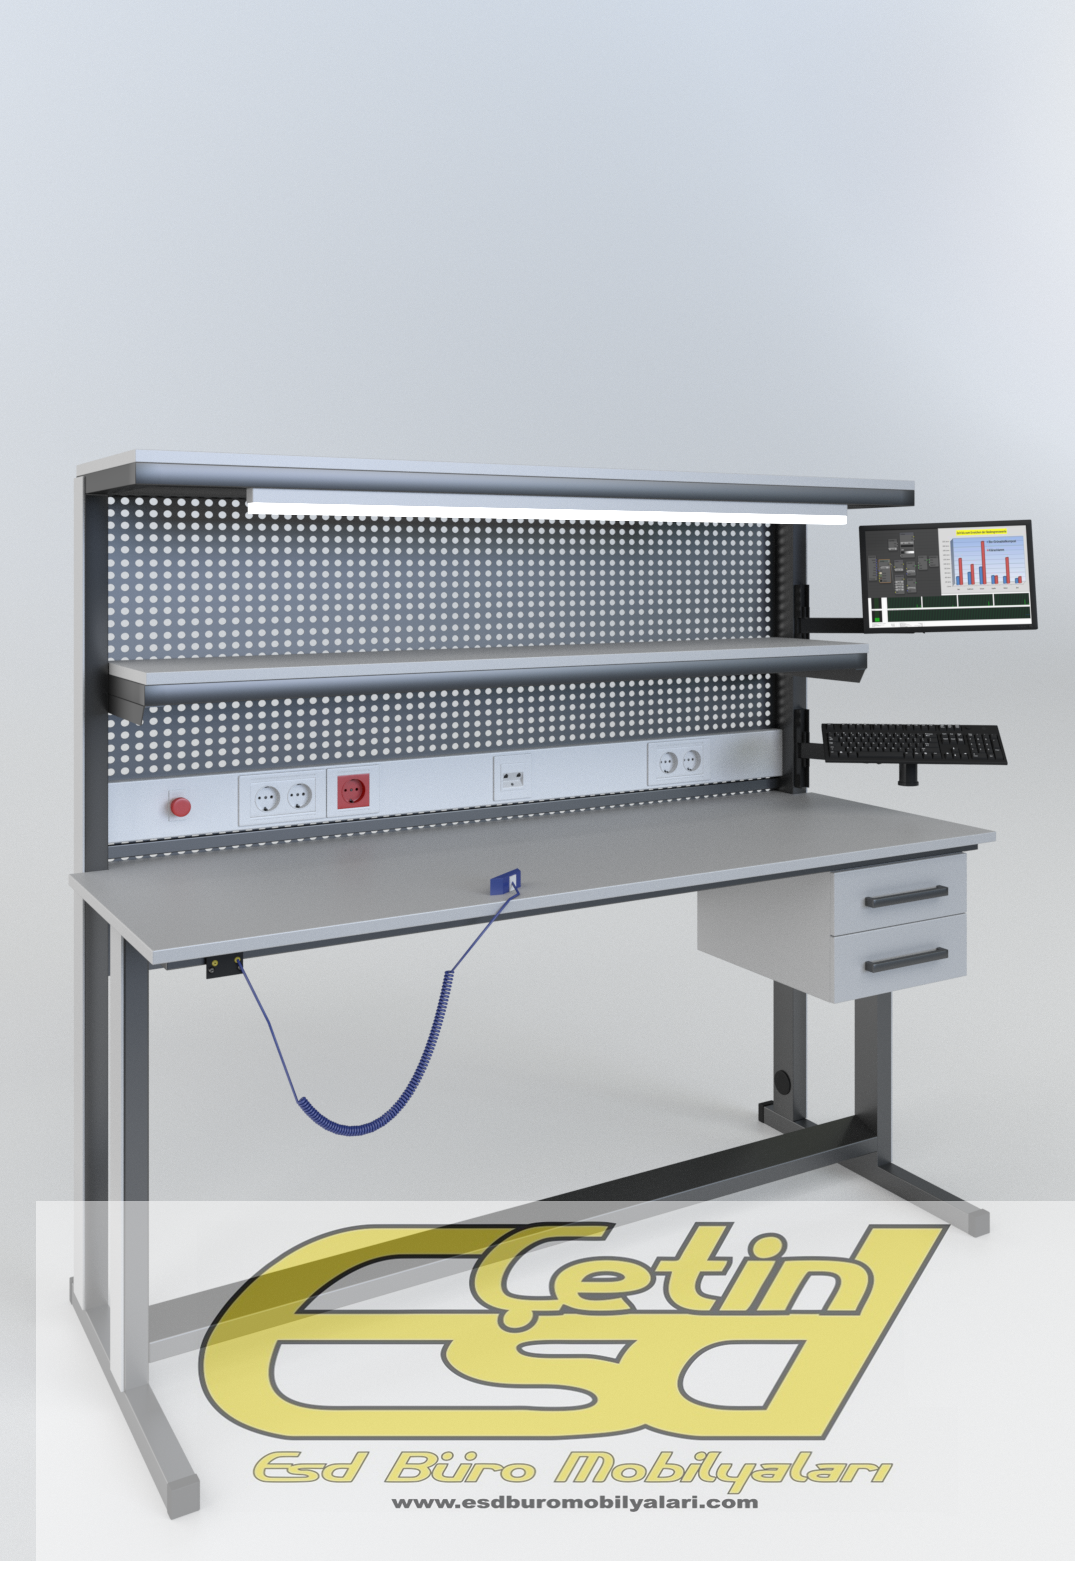 Çetin
Esd
Esd Büro Mobilyaları
www.esdburomobilyalari.com